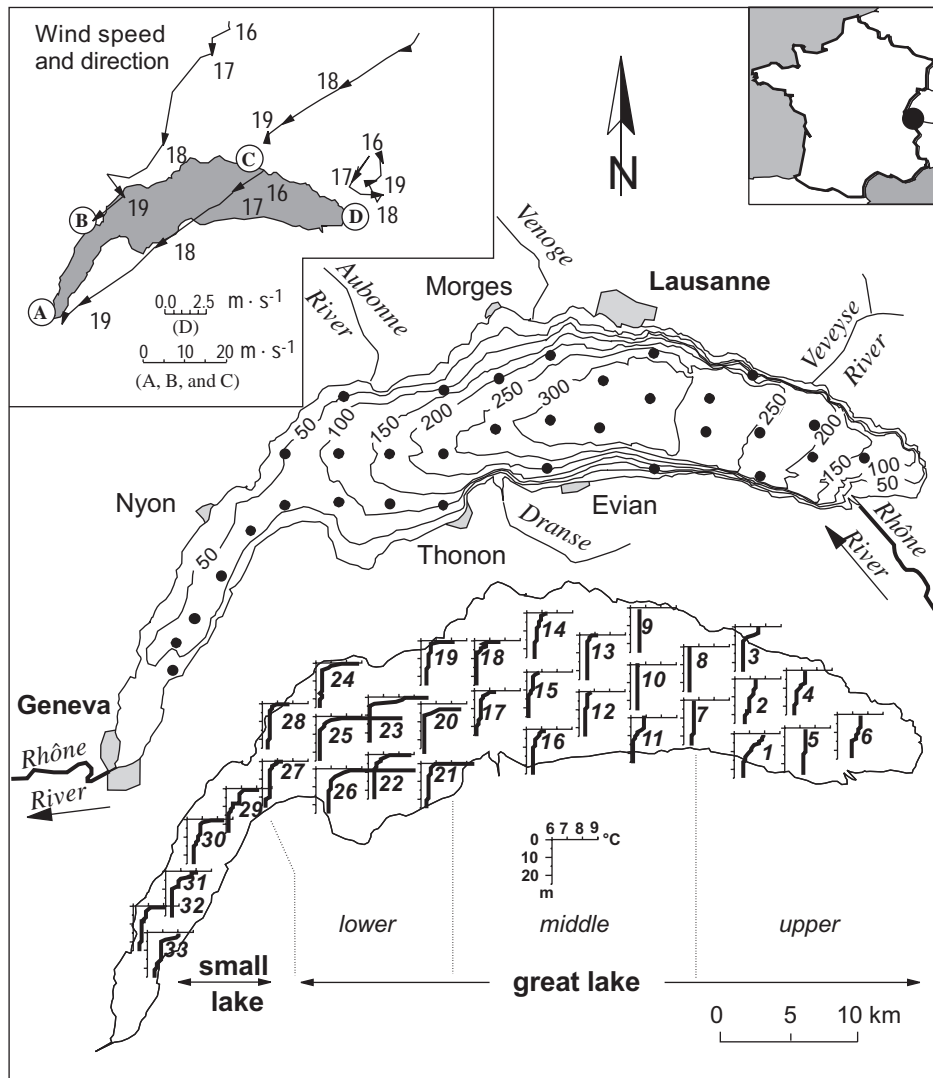 Wind speed
and direction
16
17
18
19
18
19
C
16
17
18
B
19
A
19
16
17
19
18
D
0.0 2.5 m · s-1
(D)
0 10 20 m · s-1
(A, B, and C)
N
Aubonne
River
Morges
Venoge
Lausanne
Veveyse
River
50
100
150
200
250
300
250
200
150
100
50
Nyon
50
Thonon
Dranse
Evian
Rhône
River
Geneva
Rhône
River
14
9
13
8
3
19
18
24
10
15
4
2
28
25
23
20
17
12
7
16
11
1
5
6
27
26
22
21
29
30
31
32
33
6 7 8 9 °C
0
10
20
m
lower
middle
upper
small
lake
great lake
0 5 10 km